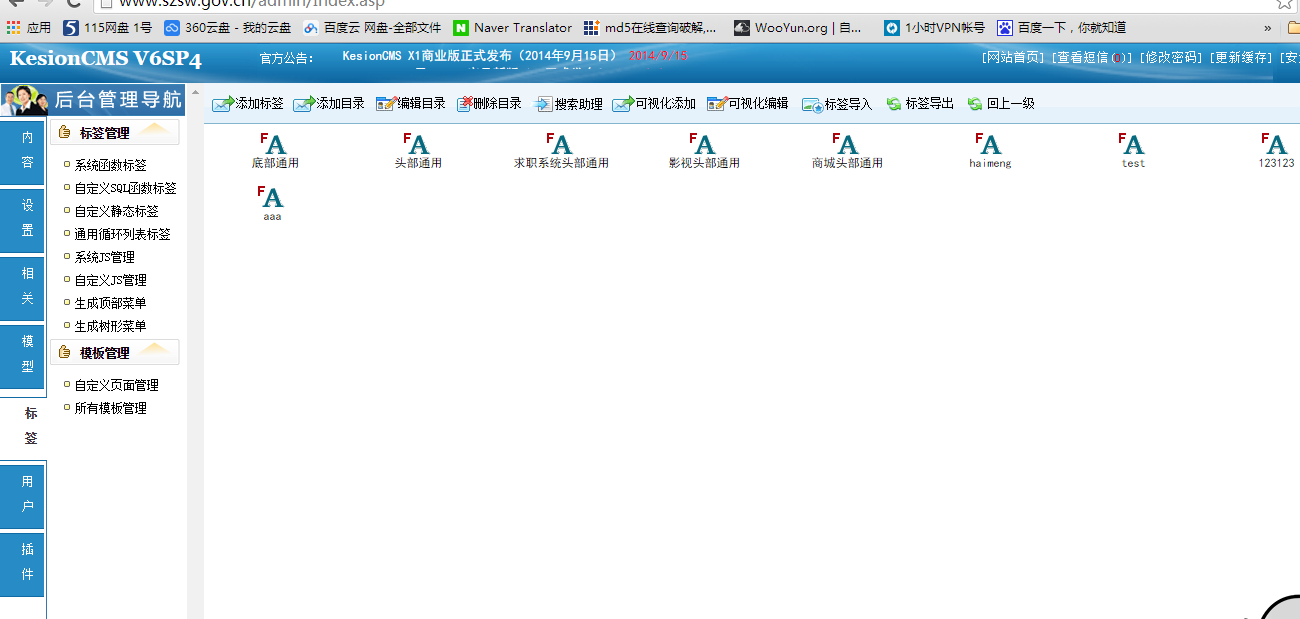 www.szsw.gov.cn/admin/Index.asp
应用 115网盘 1号 360云盘 - 我的云盘 百度云 网盘-全部文件 Naver Translator md5在线查询破解,... WooYun.org | 自... 1小时VPN帐号 百度一下，你就知道 »
KesionCMS V6SP4 官方公告： KesionCMS X1商业版正式发布（2014年9月15日） 2014/9/15 [网站首页] [查看短信( )] [修改密码] [更新缓存] [安
后台管理导航
添加标签 添加目录 编辑目录 删除目录 搜索助理 可视化添加 可视化编辑 标签导入 标签导出 回上一级
内容
设置
相关
模型
标签
用户
插件
标签管理
系统函数标签
自定义SQL函数标签
自定义静态标签
通用循环列表标签
系统JS管理
自定义JS管理
生成顶部菜单
生成树形菜单
模板管理
自定义页面管理
所有模板管理
底部通用 头部通用 求职系统头部通用 影视头部通用 商城头部通用 haimeng test 123123
aaa